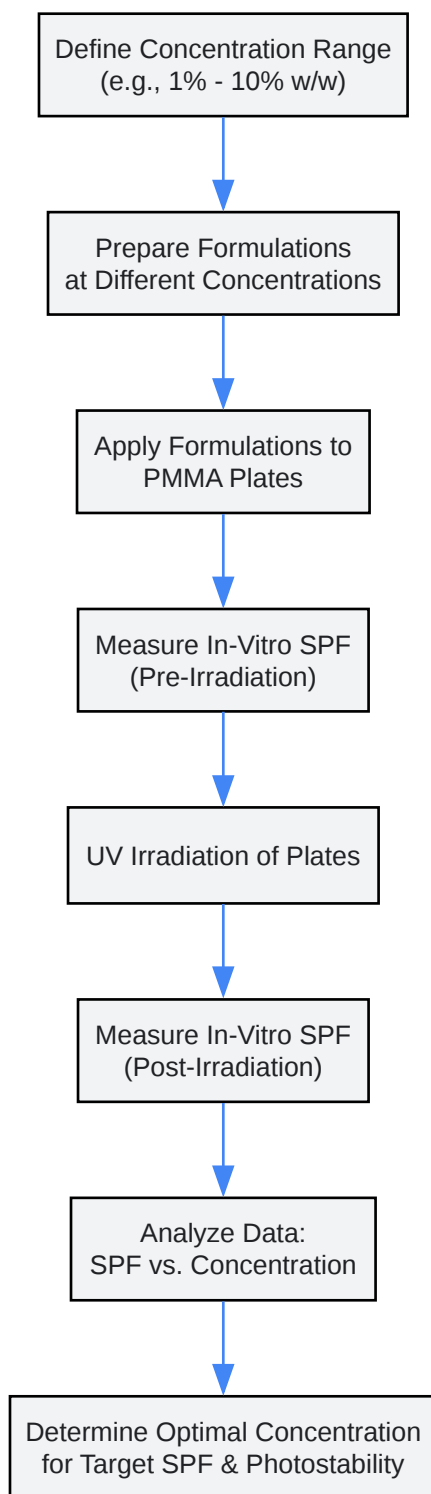 Define Concentration Range
(e.g., 1% - 10% w/w)
Prepare Formulations
at Different Concentrations
Apply Formulations to
PMMA Plates
Measure In-Vitro SPF
(Pre-Irradiation)
UV Irradiation of Plates
Measure In-Vitro SPF
(Post-Irradiation)
Analyze Data:
SPF vs. Concentration
Determine Optimal Concentration
for Target SPF & Photostability